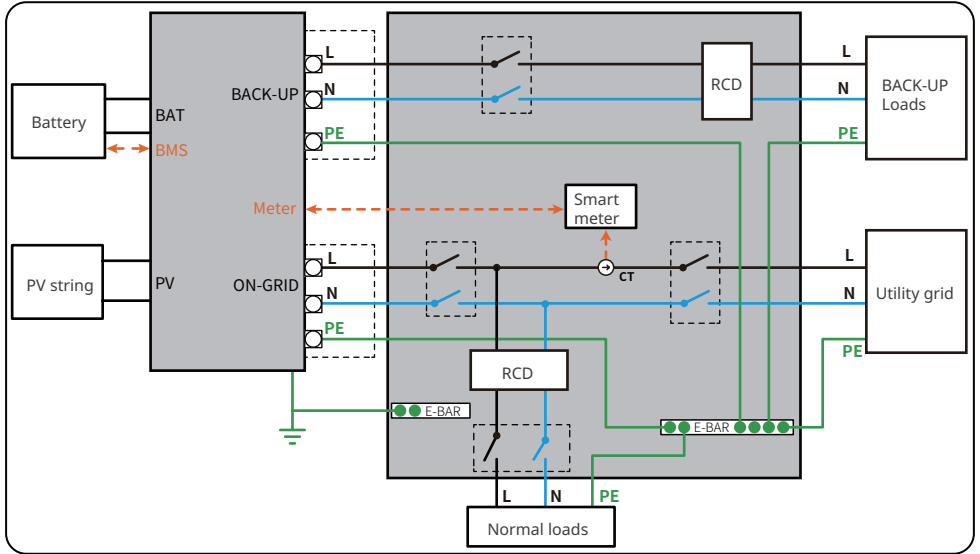 L
N
PE
BACK-UP
BAT
BMS
Battery
RCD
L
N
PE
BACK-UP
Loads
Meter
Smart
meter
PV string
PV
ON-GRID
L
N
PE
CT
L
N
PE
Utility grid
RCD
E-BAR
E-BAR
L
N
PE
Normal loads